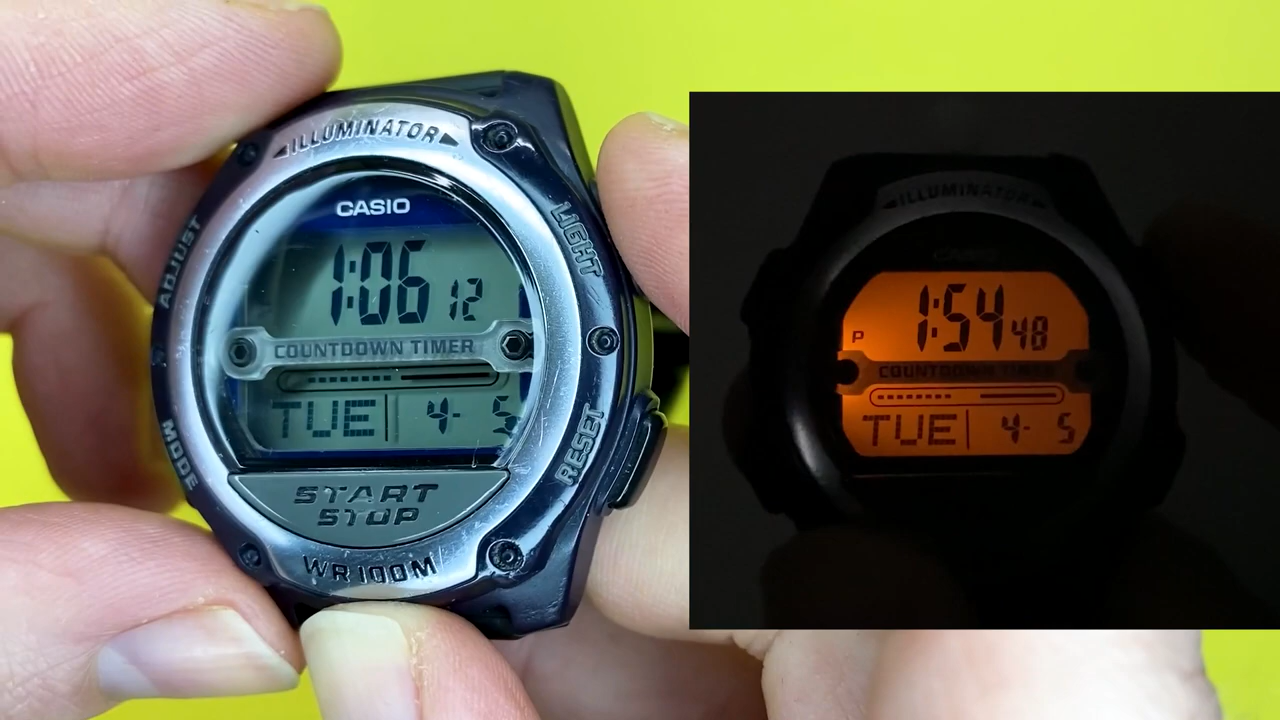 ILLUMINATOR
CASIO
LIGHT
ADJUST
1:06 12
COUNTDOWN TIMER
TUE 4- 5
MODE
RESET
START
STOP
WR100M
ILLUMINATOR
CASIO
P 1:54 48
COUNTDOWN TIMER
TUE 4- 5